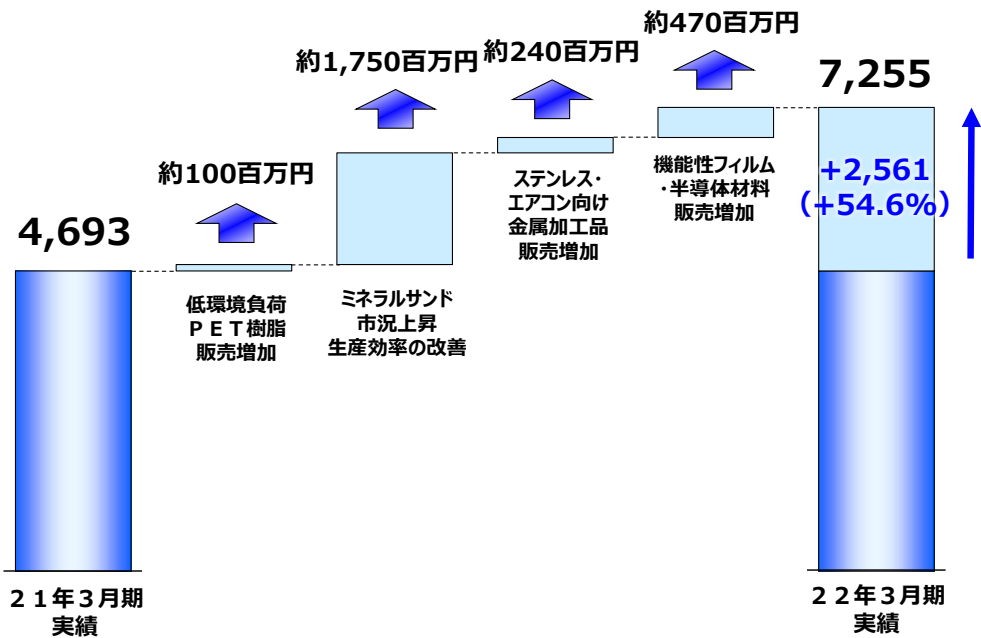 4,693
２１年３月期
実績
約100百万円
低環境負荷
ＰＥＴ樹脂
販売増加
約1,750百万円
ミネラルサンド
市況上昇
生産効率の改善
約240百万円
ステンレス・
エアコン向け
金属加工品
販売増加
約470百万円
機能性フィルム
・半導体材料
販売増加
7,255
+2,561
（+54.6%）
２２年３月期
実績